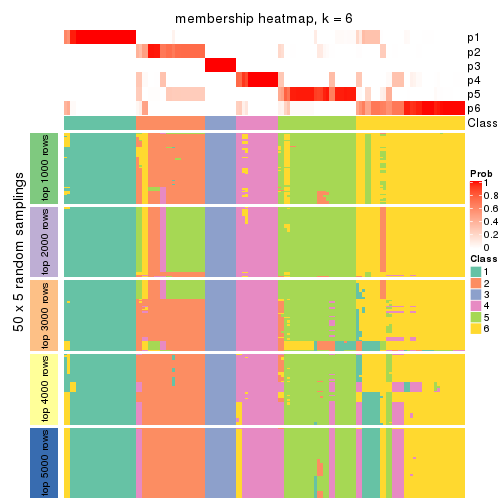 membership heatmap, k = 6
p1
p2
p3
p4
p5
p6
Class
50 x 5 random samplings
top 1000 rows
top 2000 rows
top 3000 rows
top 4000 rows
top 5000 rows
Prob
1
0.8
0.6
0.4
0.2
0
Class
1
2
3
4
5
6